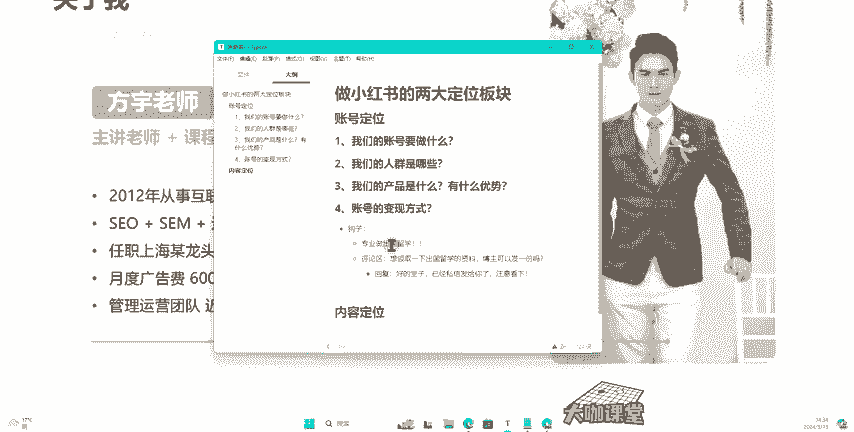 关于我
方宇老师
主讲老师 + 课程
• 2012年从事互联
• SEO + SEM +
• 任职上海某龙头
• 月度广告费 600
• 管理运营团队 近
文件(F) 编辑(E) 段落(P) 格式(O) 视图(V) 主题(T) 帮助(H)
文件 大纲
做小红书的两大定位板块
账号定位
1、我们的账号要做什么?
2、我们的人群是哪些?
3、我们的产品是什么?有
什么优势?
4、账号的变现方式?
内容定位
做小红书的两大定位板块
账号定位
1、我们的账号要做什么?
2、我们的人群是哪些?
3、我们的产品是什么?有什么优势?
4、账号的变现方式?
• 钩子:
专业做出国留学!!
评论区:想领取一下出国留学的资料,博主可以发一份吗?
回复:好的宝子,已经私信发给你了,注意看下!
内容定位
大咖课堂
17°C
搜索
14:34